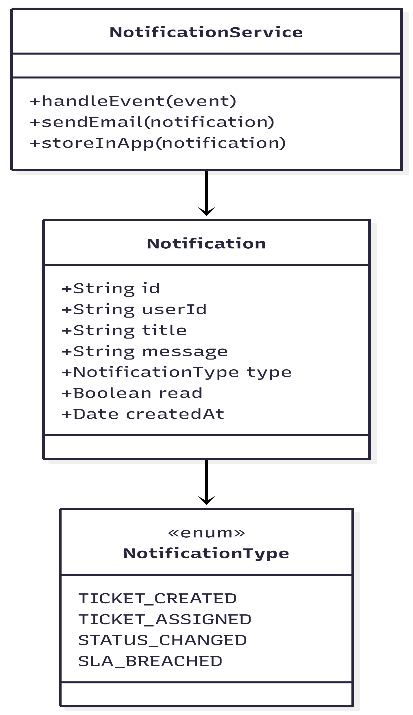 NotificationService
+handleEvent(event)
+sendEmail(notification)
+storeInApp(notification)
Notification
+String id
+String userId
+String title
+String message
+NotificationType type
+Boolean read
+Date createdAt
«enum»
NotificationType
TICKET_CREATED
TICKET_ASSIGNED
STATUS_CHANGED
SLA_BREACHED